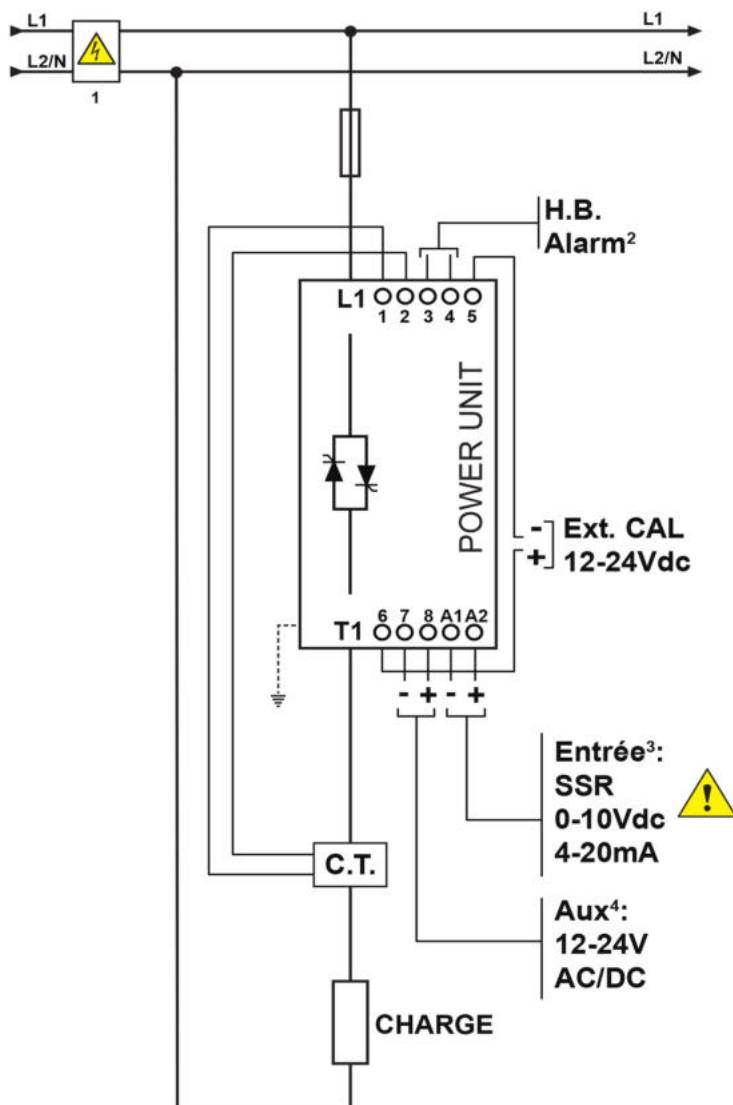 L1
L1
L2/N
L2/N
1
H.B.
Alarm²
L1
1 2 3 4 5
POWER UNIT
-
+
Ext. CAL
12-24Vdc
6 7 8 A1 A2
T1
- + - +
Entrée³:
SSR
0-10Vdc
4-20mA
!
C.T.
Aux⁴:
12-24V
AC/DC
CHARGE